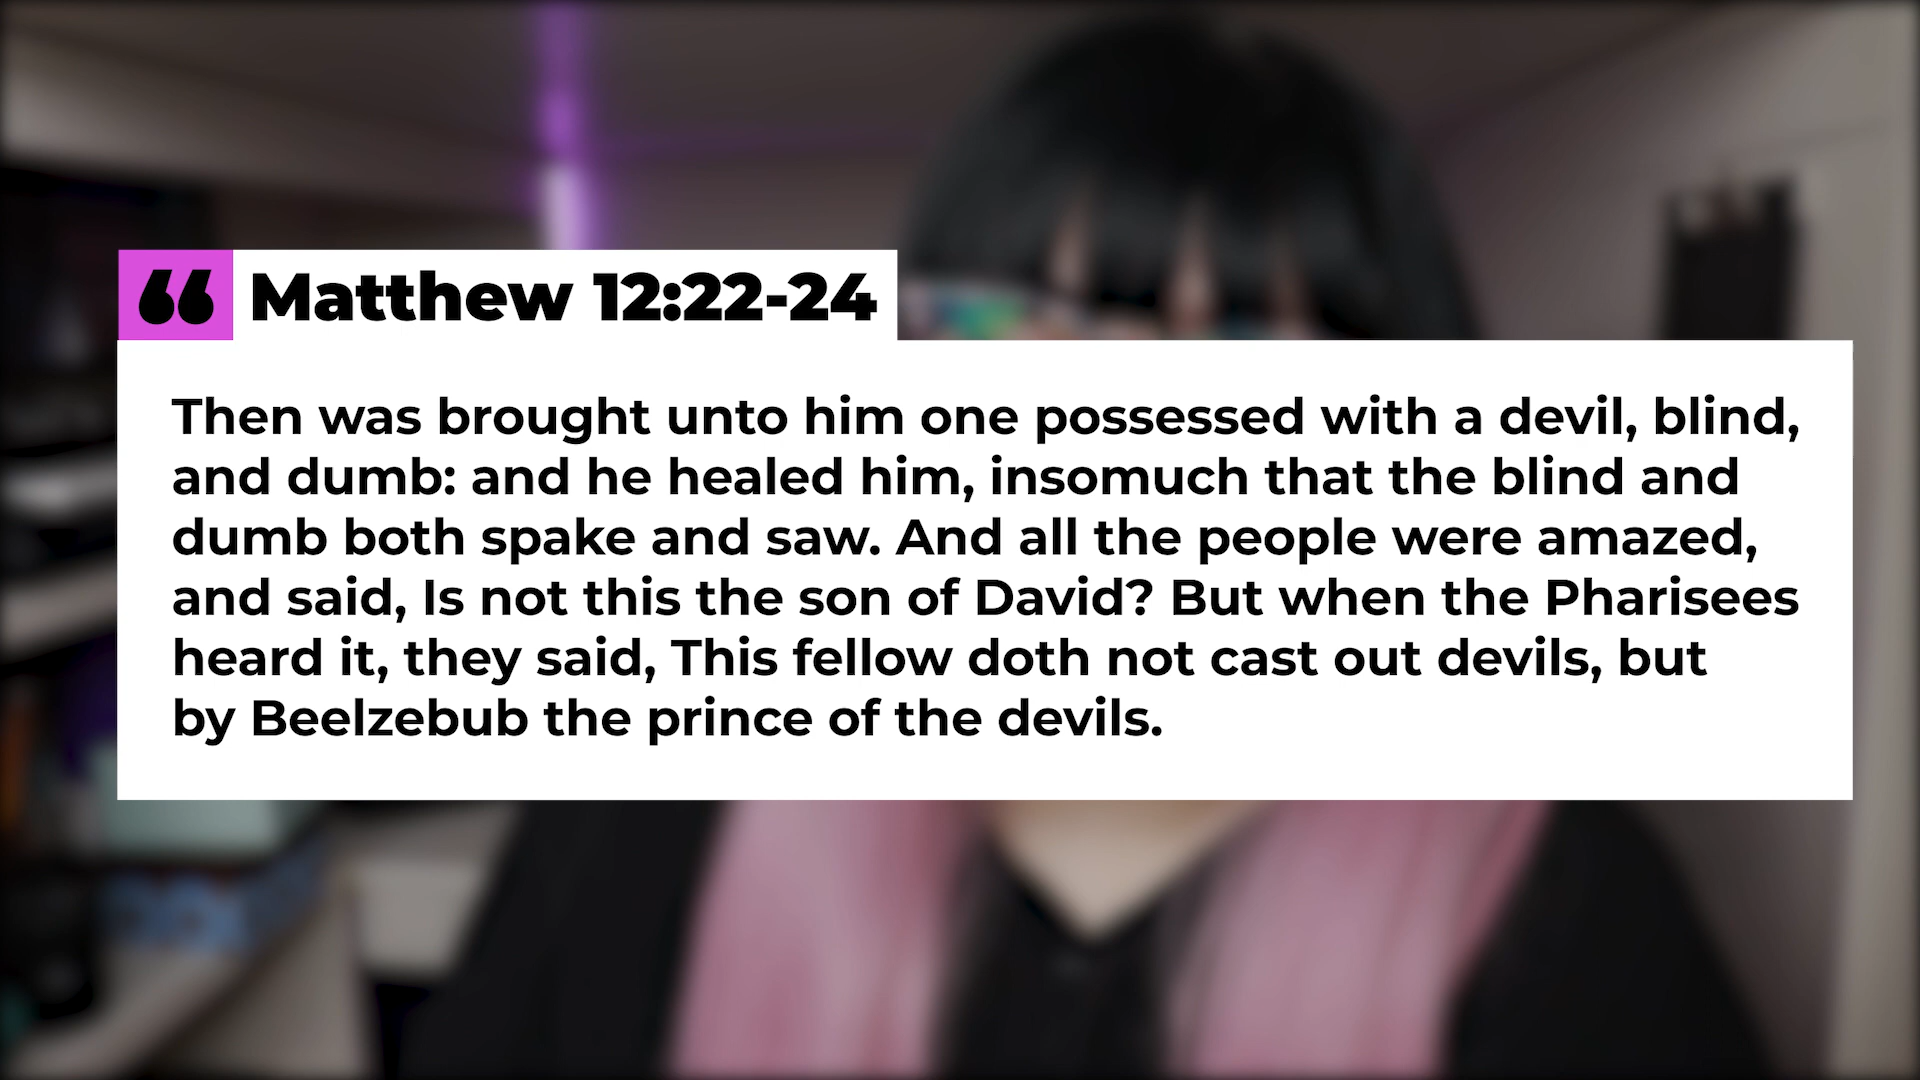 “ Matthew 12:22-24
Then was brought unto him one possessed with a devil, blind,
and dumb: and he healed him, insomuch that the blind and
dumb both spake and saw. And all the people were amazed,
and said, Is not this the son of David? But when the Pharisees
heard it, they said, This fellow doth not cast out devils, but
by Beelzebub the prince of the devils.